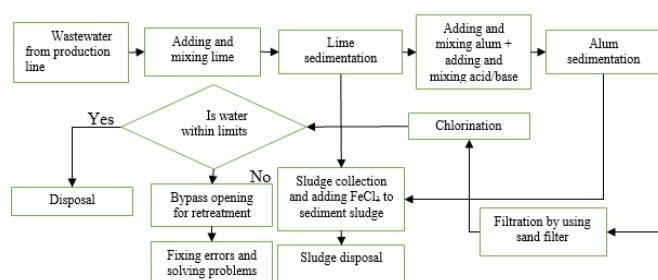 Wastewater
from production
line
Adding and
mixing lime
Lime
sedimentation
Adding and
mixing alum +
adding and
mixing acid/base
Alum
sedimentation
Yes
Is water
within limits
Chlorination
No
Disposal
Bypass opening
for retreatment
Sludge collection
and adding FeCl₄ to
sediment sludge
Filtration by using
sand filter
Fixing errors and
solving problems
Sludge disposal